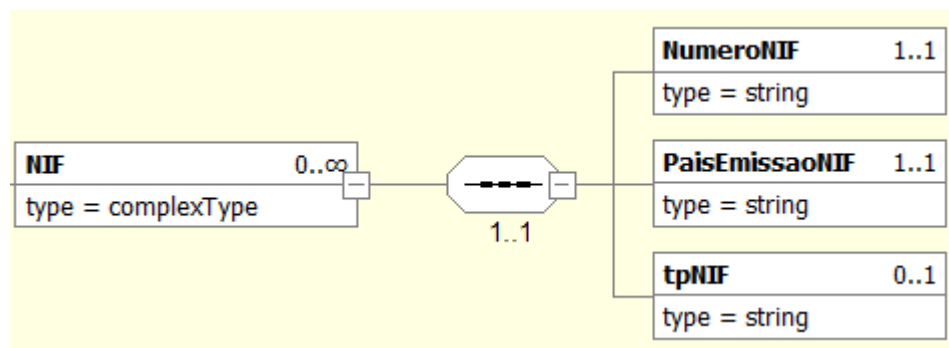 NIF 0..∞
type = complexType
1..1
NumeroNIF 1..1
type = string
PaisEmissaoNIF 1..1
type = string
tpNIF 0..1
type = string